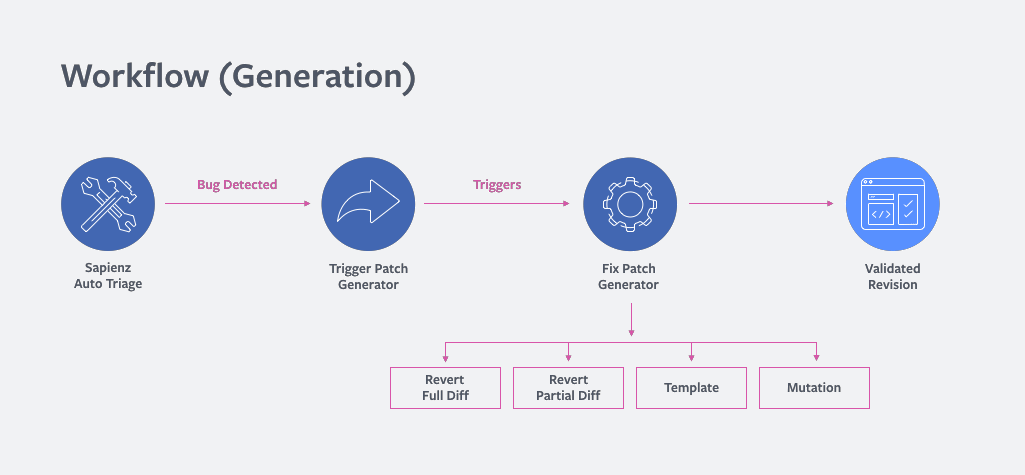 Workflow (Generation)
Bug Detected
Triggers
Sapienz
Auto Triage
Trigger Patch
Generator
Fix Patch
Generator
Validated
Revision
Revert
Full Diff
Revert
Partial Diff
Template
Mutation